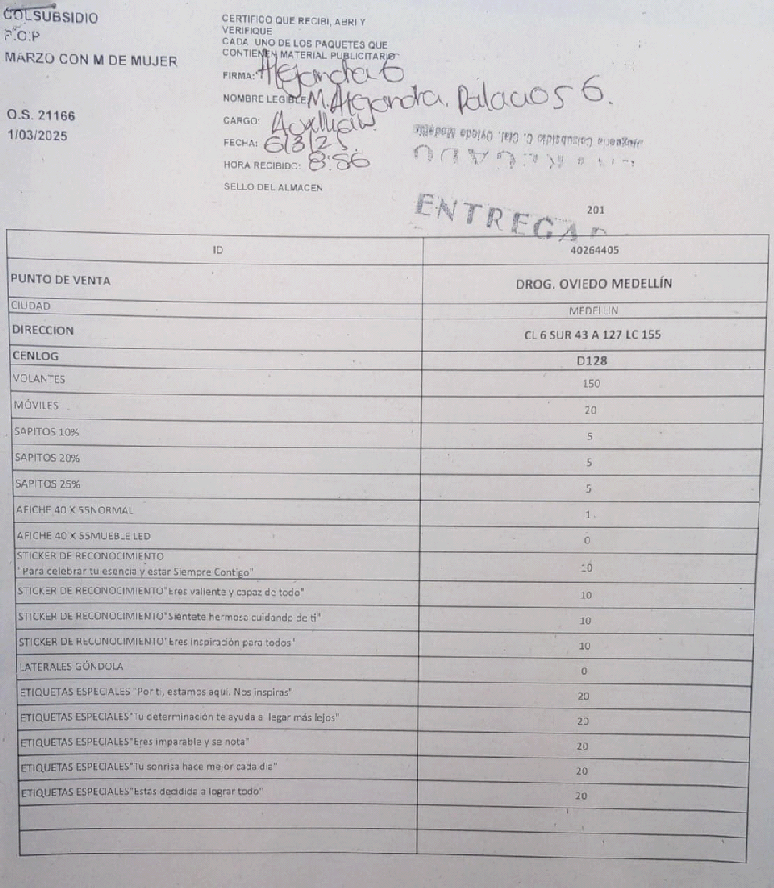 COLSUBSIDIO
P.O.P
MARZO CON M DE MUJER
O.S. 21166
1/03/2025
CERTIFICO QUE RECIBI, ABRI Y
VERIFIQUE
CADA UNO DE LOS PAQUETES QUE
CONTIENEN MATERIAL PUBLICITARIO
FIRMA: Alejandra G
NOMBRE LEGIBLE M. Alejandra. Palacios G.
CARGO: Auxiliar.
FECHA: 6/3/25.
HORA RECIBIDO: 8:56
SELLO DEL ALMACEN
Drogueria Colsubsidio C. Cial. Oviedo Medellin
ENTREGAD
201
ID 40264405
PUNTO DE VENTA DROG. OVIEDO MEDELLÍN
CIUDAD MEDELLIN
DIRECCION CL 6 SUR 43 A 127 LC 155
CENLOG D128
VOLANTES 150
MÓVILES 20
SAPITOS 10% 5
SAPITOS 20% 5
SAPITOS 25% 5
AFICHE 40 X 55NORMAL 1
AFICHE 40 X 55MUEBLE LED 0
STICKER DE RECONOCIMIENTO
"Para celebrar tu esencia y estar Siempre Contigo" 10
STICKER DE RECONOCIMIENTO"Eres valiente y capaz de todo" 10
STICKER DE RECONOCIMIENTO"Siéntete hermosa cuidando de ti" 10
STICKER DE RECONOCIMIENTO"Eres inspiración para todos" 10
LATERALES GÓNDOLA 0
ETIQUETAS ESPECIALES "Por ti, estamos aquí. Nos inspiras" 20
ETIQUETAS ESPECIALES"Tu determinación te ayuda a llegar más lejos" 20
ETIQUETAS ESPECIALES"Eres imparable y se nota" 20
ETIQUETAS ESPECIALES"Tu sonrisa hace mejor cada día" 20
ETIQUETAS ESPECIALES"Estás decidida a lograr todo" 20